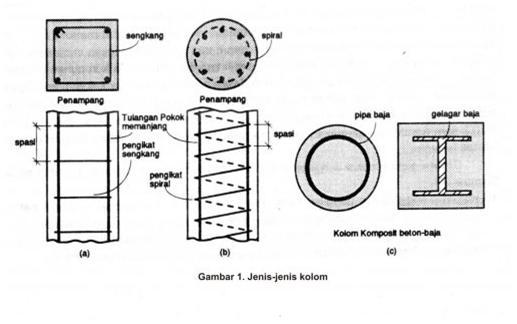 sengkang
spiral
Penampang
Penampang
spasi
Tulangan Pokok
memanjang
pengikat
sengkang
pengikat
spiral
spasi
pipa baja
gelagar baja
Kolom Komposit beton-baja
(a)
(b)
(c)
Gambar 1. Jenis-jenis kolom